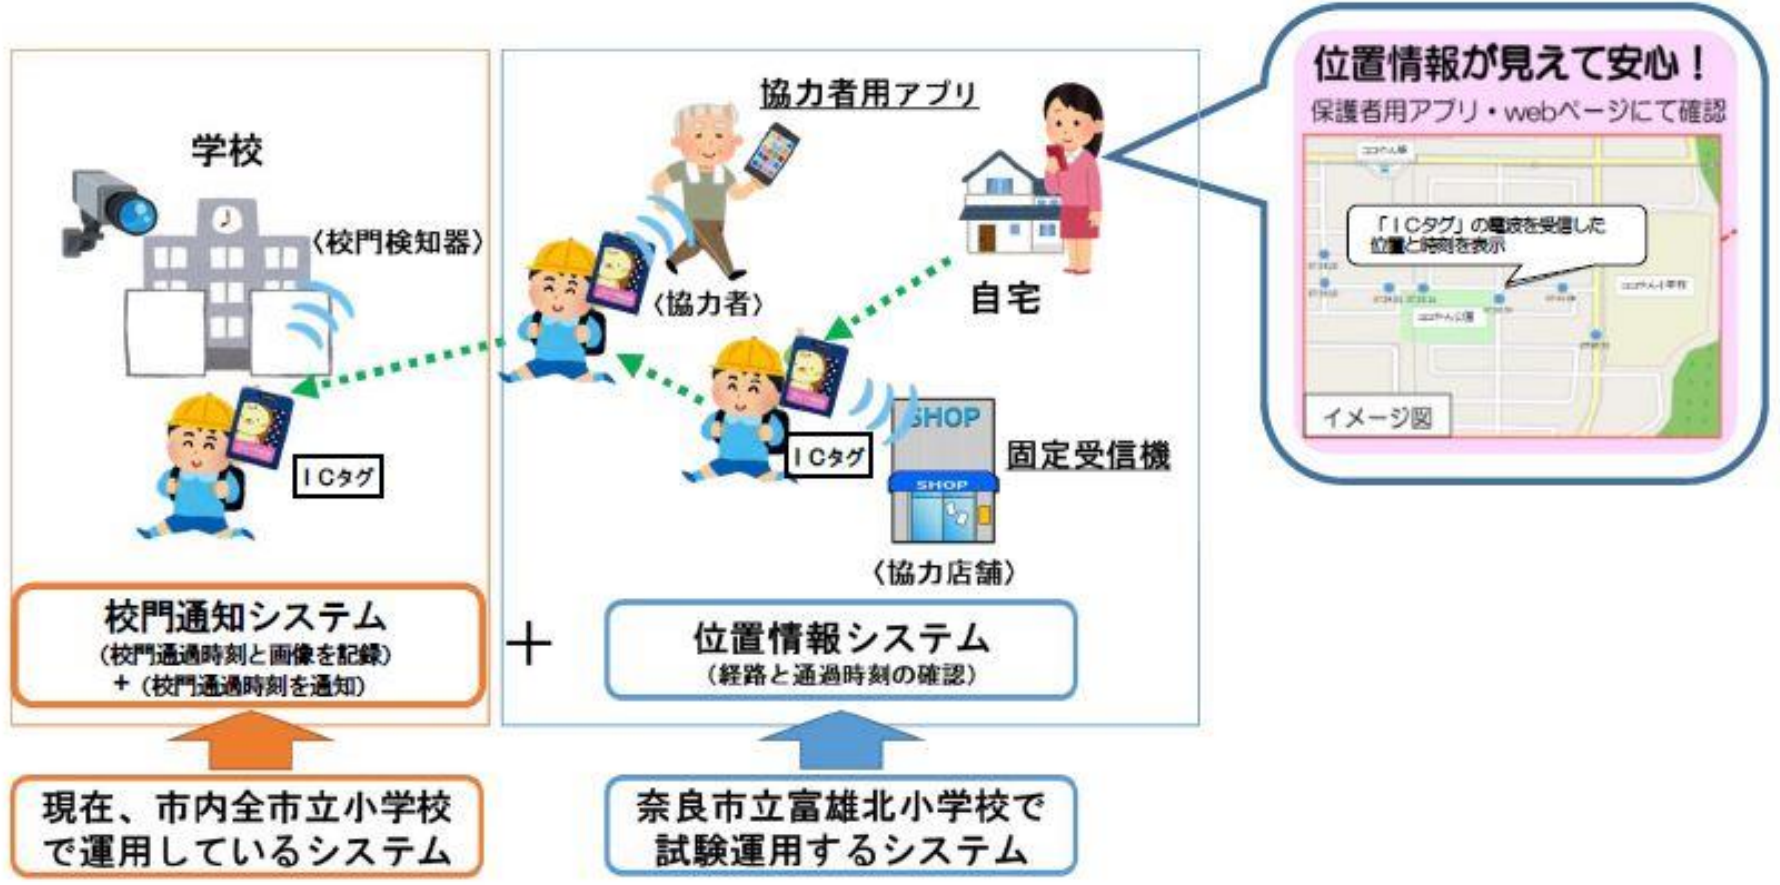 学校
〈校門検知器〉
ICタグ
校門通知システム
(校門通過時刻と画像を記録)
+(校門通過時刻を通知)
現在、市内全市立小学校
で運用しているシステム
+
協力者用アプリ
〈協力者〉
自宅
ICタグ
SHOP
SHOP
固定受信機
〈協力店舗〉
位置情報システム
(経路と通過時刻の確認)
奈良市立富雄北小学校で
試験運用するシステム
位置情報が見えて安心!
保護者用アプリ・webページにて確認
「ICタグ」の電波を受信した
位置と時刻を表示
イメージ図